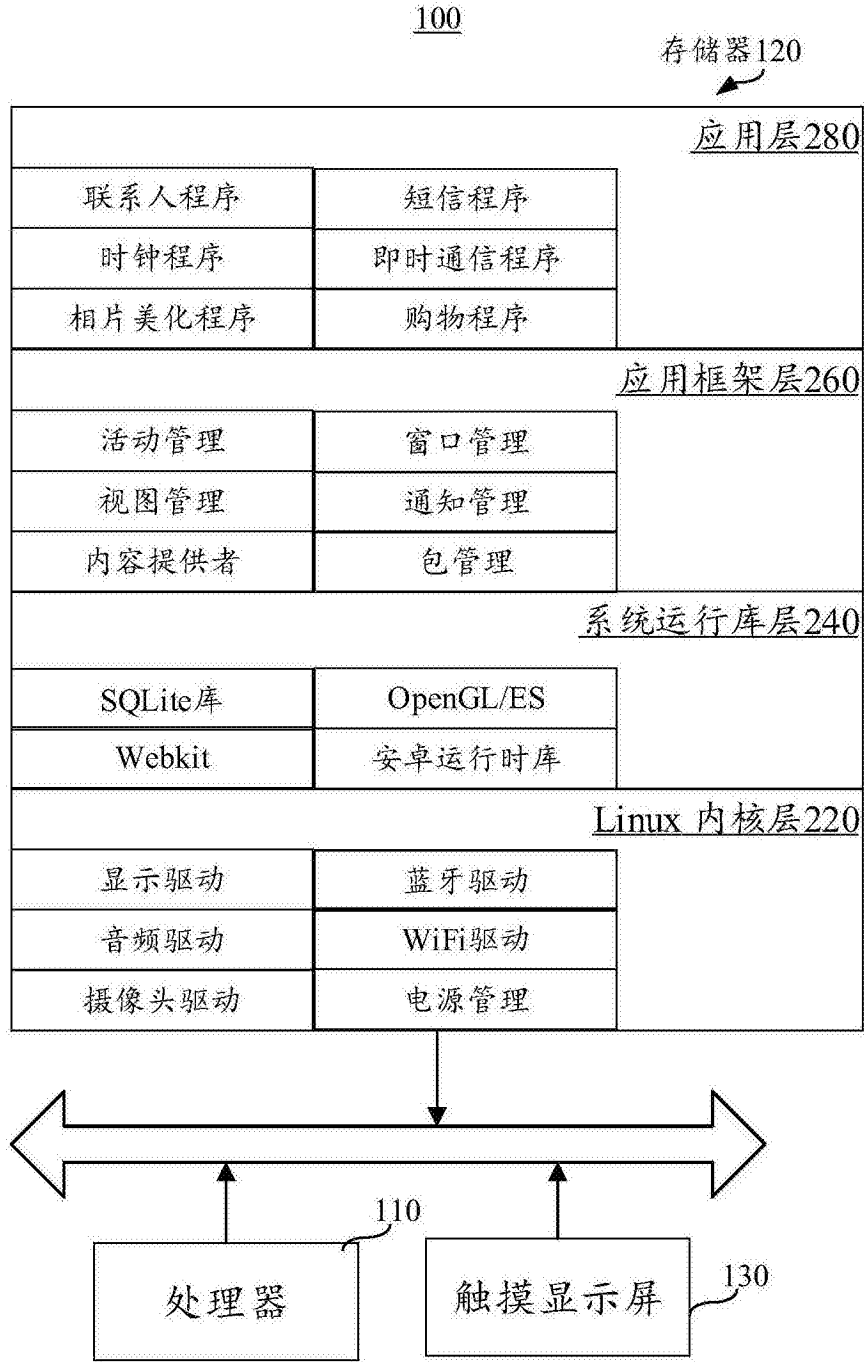 100
存储器120
应用层280
联系人程序
短信程序
时钟程序
即时通信程序
相片美化程序
购物程序
应用框架层260
活动管理
窗口管理
视图管理
通知管理
内容提供者
包管理
系统运行库层240
SQLite库
OpenGL/ES
Webkit
安卓运行时库
Linux 内核层220
显示驱动
蓝牙驱动
音频驱动
WiFi驱动
摄像头驱动
电源管理
110
处理器
触摸显示屏
130